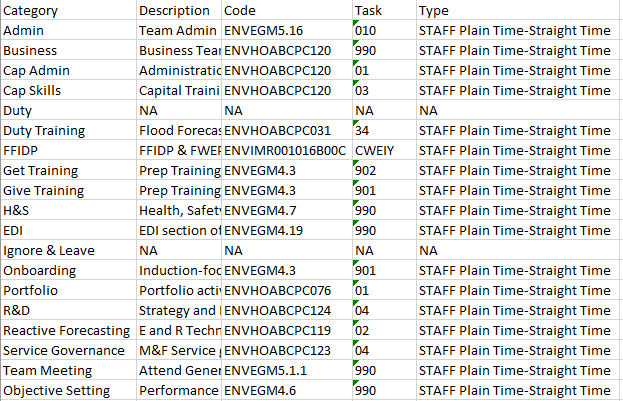 Category Description Code Task Type
Admin Team Admin ENVEGM5.16 010 STAFF Plain Time-Straight Time
Business Business Tear ENVHOABCPC120 990 STAFF Plain Time-Straight Time
Cap Admin Administratic ENVHOABCPC120 01 STAFF Plain Time-Straight Time
Cap Skills Capital Traini ENVHOABCPC120 03 STAFF Plain Time-Straight Time
Duty NA NA NA NA
Duty Training Flood Forecas ENVHOABCPC031 34 STAFF Plain Time-Straight Time
FFIDP FFIDP & FWEF ENVIMR001016B00C CWEIY STAFF Plain Time-Straight Time
Get Training Prep Training ENVEGM4.3 902 STAFF Plain Time-Straight Time
Give Training Prep Training ENVEGM4.3 901 STAFF Plain Time-Straight Time
H&S Health, Safet ENVEGM4.7 990 STAFF Plain Time-Straight Time
EDI EDI section of ENVEGM4.19 990 STAFF Plain Time-Straight Time
Ignore & Leave NA NA NA NA
Onboarding Induction-foc ENVEGM4.3 901 STAFF Plain Time-Straight Time
Portfolio Portfolio activ ENVHOABCPC076 01 STAFF Plain Time-Straight Time
R&D Strategy and ENVHOABCPC124 04 STAFF Plain Time-Straight Time
Reactive Forecasting E and R Techn ENVHOABCPC119 02 STAFF Plain Time-Straight Time
Service Governance M&F Service ENVHOABCPC123 04 STAFF Plain Time-Straight Time
Team Meeting Attend Gener ENVEGM5.1.1 990 STAFF Plain Time-Straight Time
Objective Setting Performance ENVEGM4.6 990 STAFF Plain Time-Straight Time